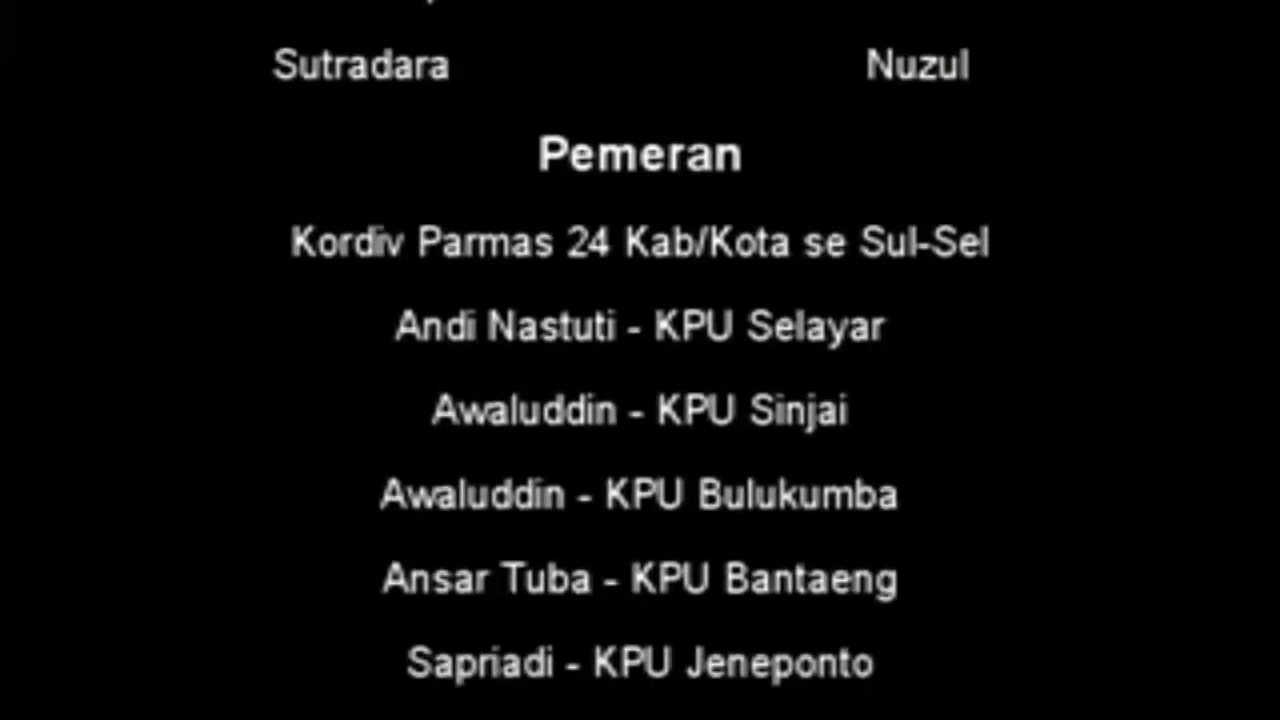 Sutradara Nuzul
Pemeran
Kordiv Parmas 24 Kab/Kota se Sul-Sel
Andi Nastuti - KPU Selayar
Awaluddin - KPU Sinjai
Awaluddin - KPU Bulukumba
Ansar Tuba - KPU Bantaeng
Sapriadi - KPU Jeneponto